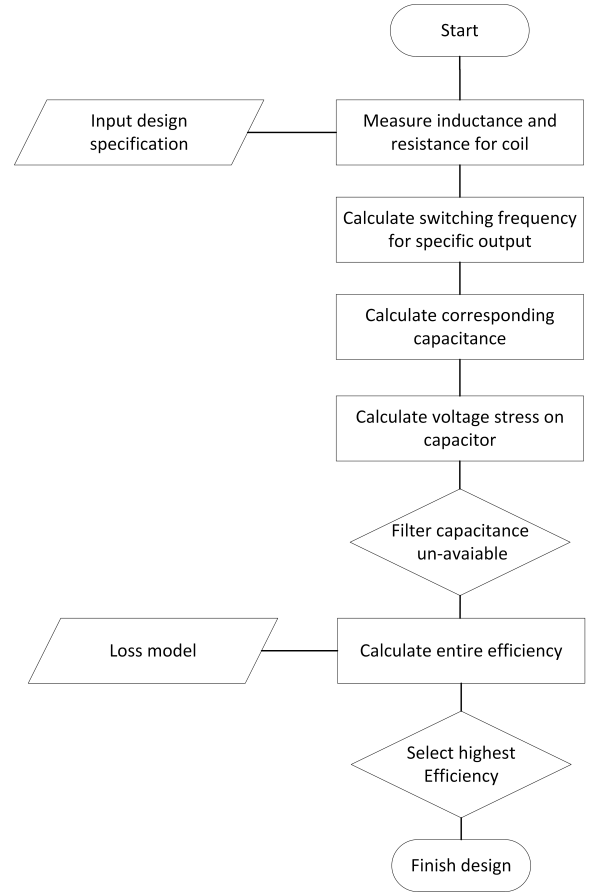 Start
Input design
specification
Measure inductance and
resistance for coil
Calculate switching frequency
for specific output
Calculate corresponding
capacitance
Calculate voltage stress on
capacitor
Filter capacitance
un-avaiable
Loss model
Calculate entire efficiency
Select highest
Efficiency
Finish design